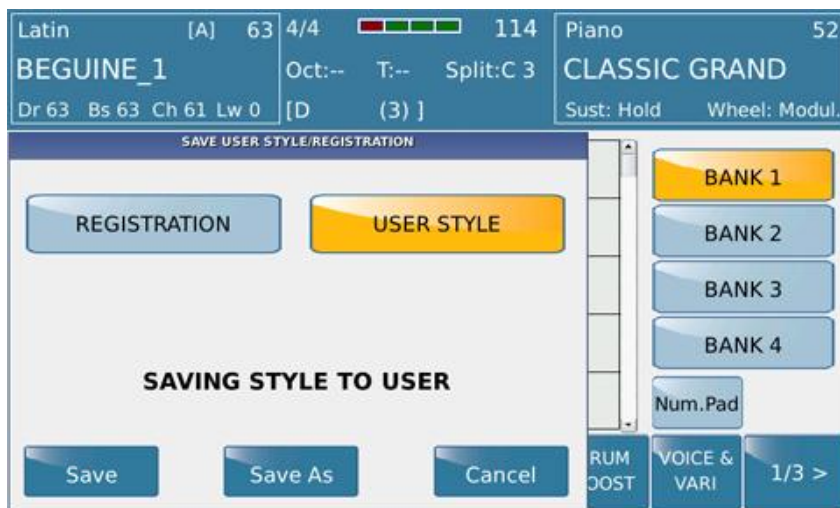 Latin [A] 63
BEGUINE_1
Dr 63 Bs 63 Ch 61 Lw 0
4/4 114
Oct:-- T:-- Split:C 3
[D (3) ]
Piano 52
CLASSIC GRAND
Sust: Hold Wheel: Modul.
SAVE USER STYLE/REGISTRATION
REGISTRATION
USER STYLE
SAVING STYLE TO USER
Save
Save As
Cancel
BANK 1
BANK 2
BANK 3
BANK 4
Num.Pad
RUM
OOST
VOICE &
VARI
1/3 >